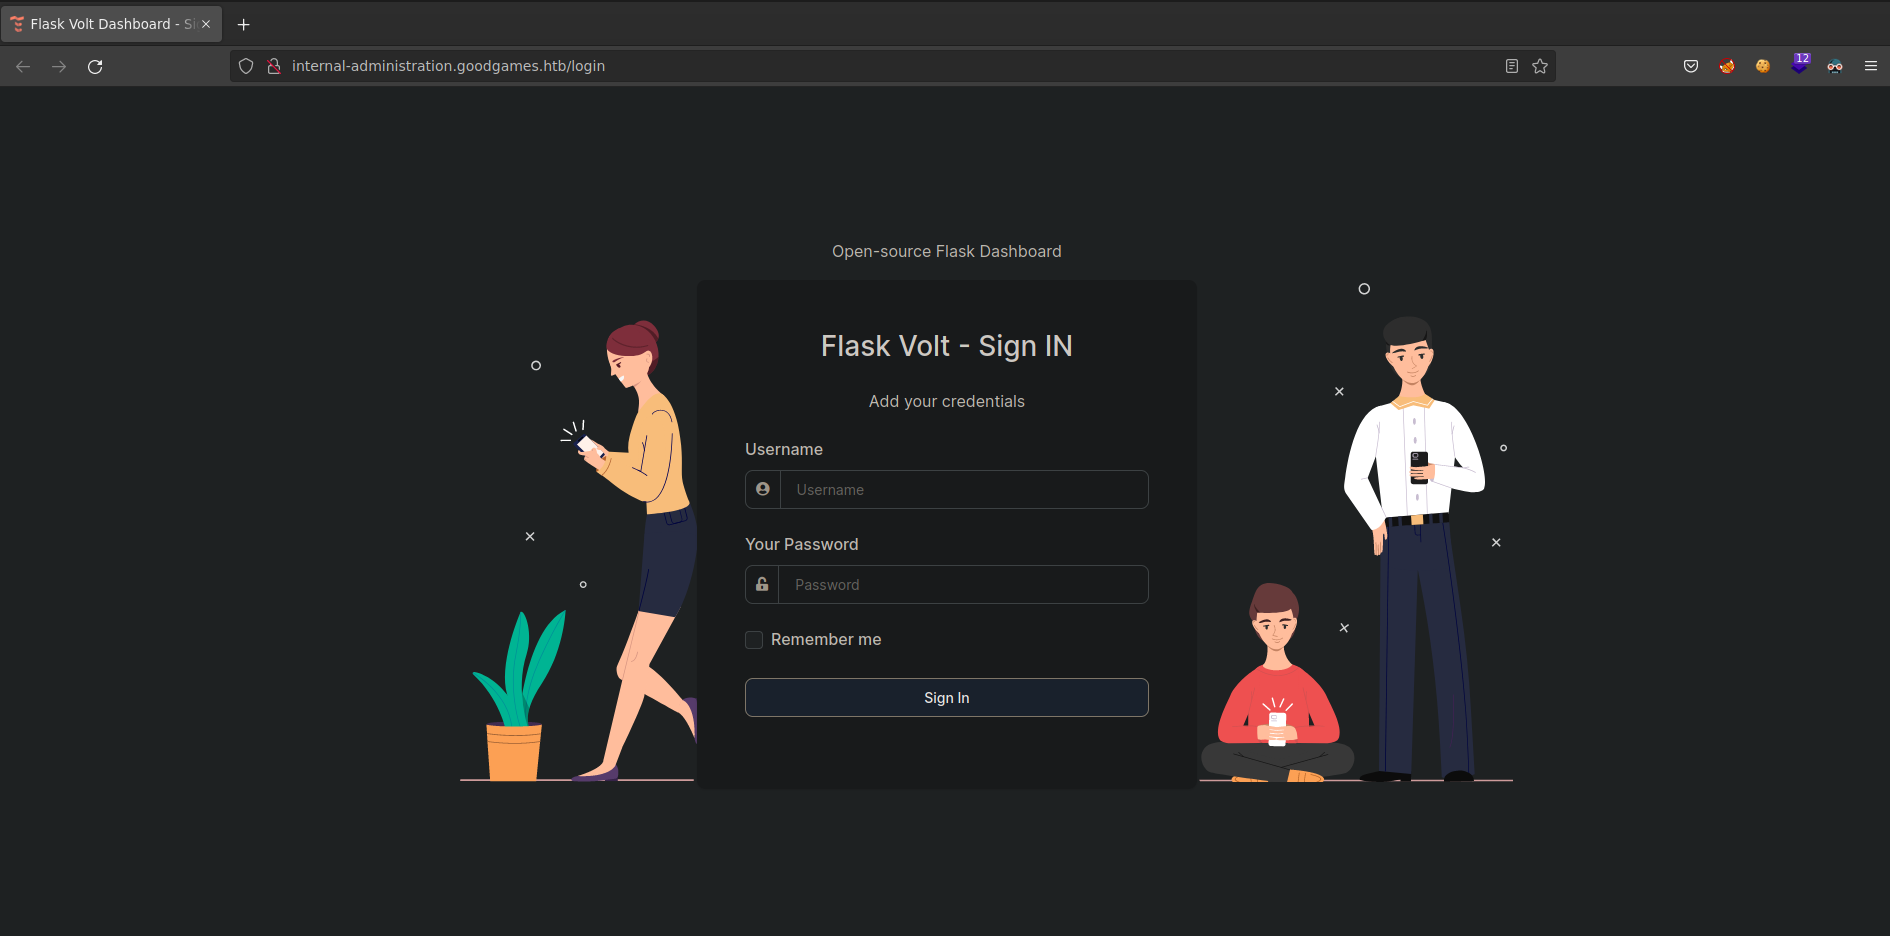 Flask Volt Dashboard - Si
internal-administration.goodgames.htb/login
12
Open-source Flask Dashboard
Flask Volt - Sign IN
Add your credentials
Username
Username
Your Password
Password
Remember me
Sign In